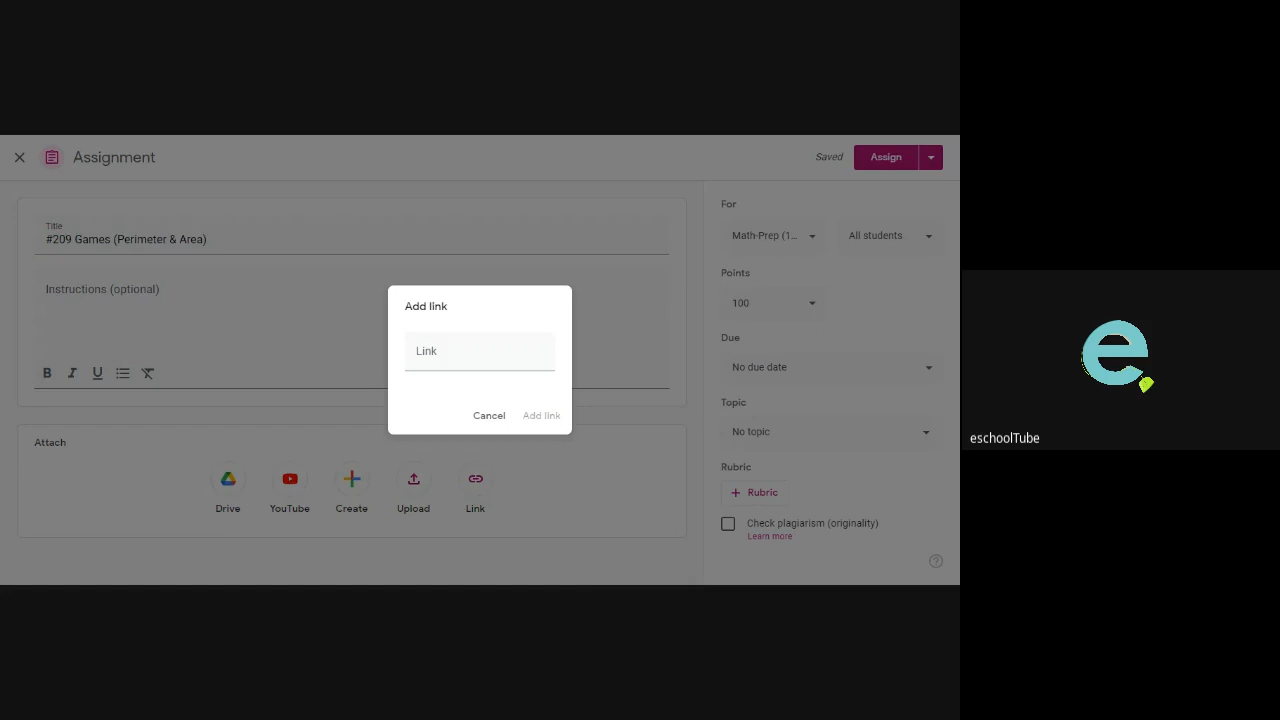 Assignment
Saved
Assign
Title
#209 Games (Perimeter & Area)
Instructions (optional)
B I U
Attach
Drive
YouTube
Create
Upload
Link
Add link
Link
Cancel
Add link
For
Math-Prep (1...
All students
Points
100
Due
No due date
Topic
No topic
Rubric
+ Rubric
Check plagiarism (originality)
Learn more
?
e
eschoolTube